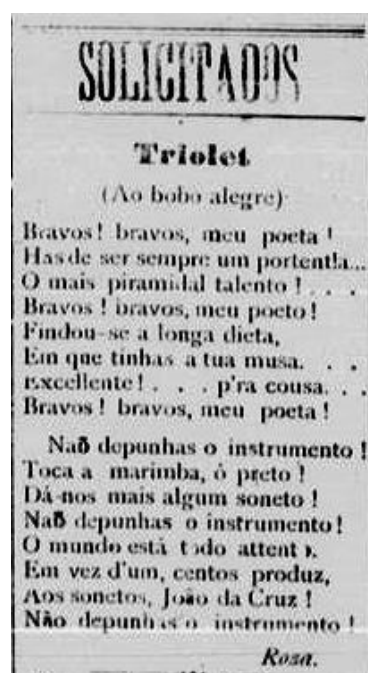 SOLICITADOS
Triolet
(Ao bobo alegre)
Bravos! bravos, meu poeta!
Has de ser sempre um portentla...
O mais piramidal talento! . . .
Bravos! bravos, meu poeto!
Findou-se a longa dieta,
Em que tinhas a tua musa. . .
Excellente! . . . p'ra cousa. . .
Bravos! bravos, meu poeta!
Naõ depunhas o instrumento!
Toca a marimba, ó preto!
Dá-nos mais algum soneto!
Naõ depunhas o instrumento!
O mundo está todo attento.
Em vez d'um, centos produz,
Aos sonetos, João da Cruz!
Não depunhas o instrumento!
Rosa.